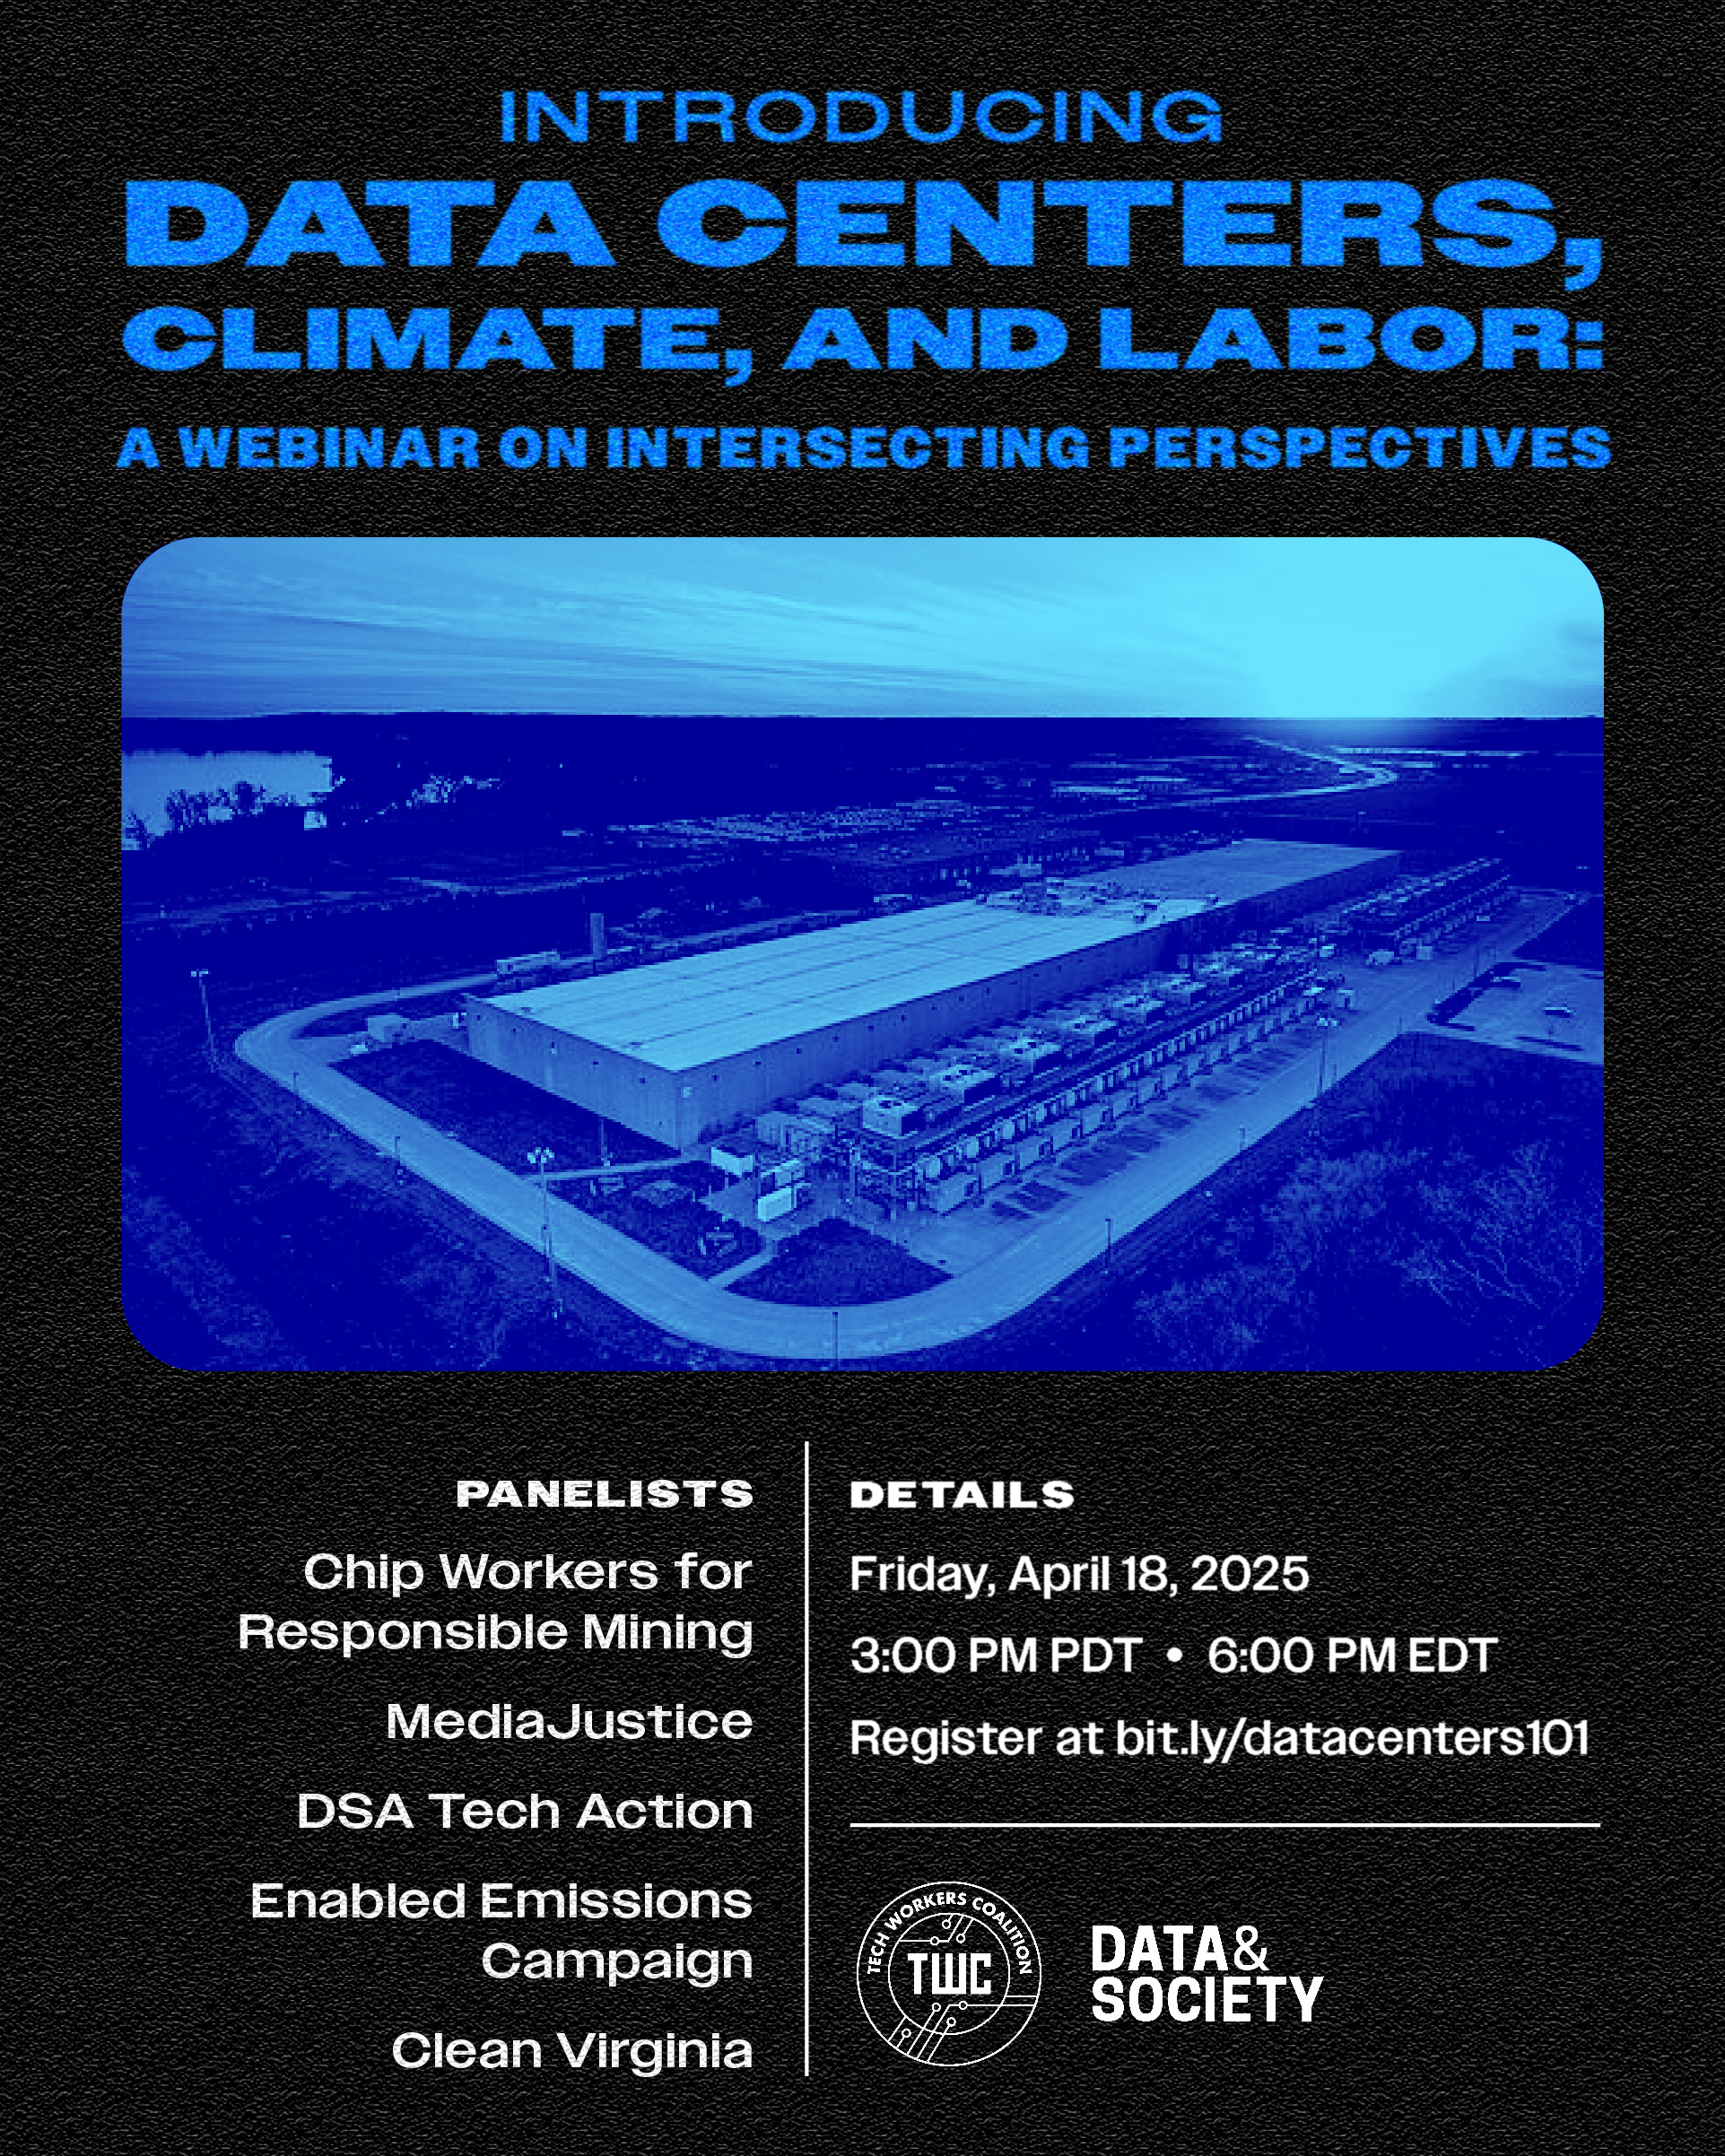 INTRODUCING
DATA CENTERS,
CLIMATE, AND LABOR:
A WEBINAR ON INTERSECTING PERSPECTIVES
PANELISTS
Chip Workers for
Responsible Mining
MediaJustice
DSA Tech Action
Enabled Emissions
Campaign
Clean Virginia
DETAILS
Friday, April 18, 2025
3:00 PM PDT • 6:00 PM EDT
Register at bit.ly/datacenters101
TECH WORKERS COALITION
TWC
DATA&
SOCIETY